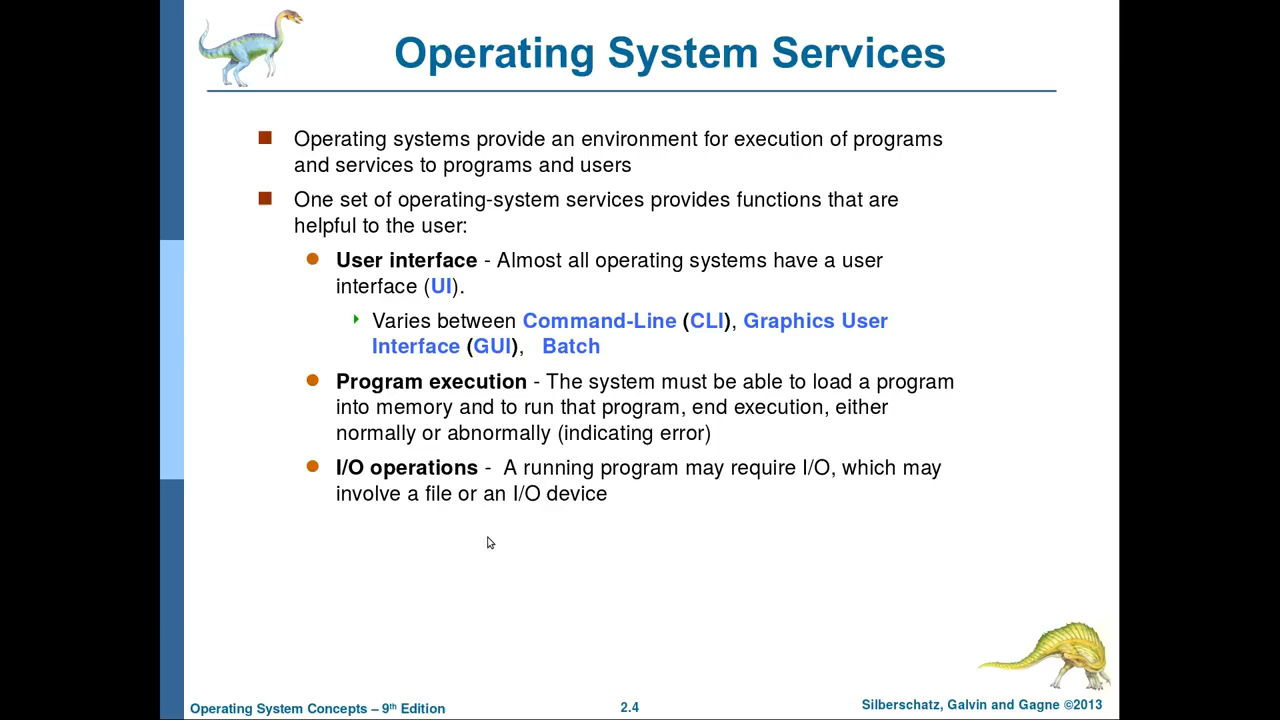 Operating System Services
Operating systems provide an environment for execution of programs
and services to programs and users
One set of operating-system services provides functions that are
helpful to the user:
User interface - Almost all operating systems have a user
interface (UI).
Varies between Command-Line (CLI), Graphics User
Interface (GUI), Batch
Program execution - The system must be able to load a program
into memory and to run that program, end execution, either
normally or abnormally (indicating error)
I/O operations - A running program may require I/O, which may
involve a file or an I/O device
Operating System Concepts – 9th Edition
2.4
Silberschatz, Galvin and Gagne ©2013